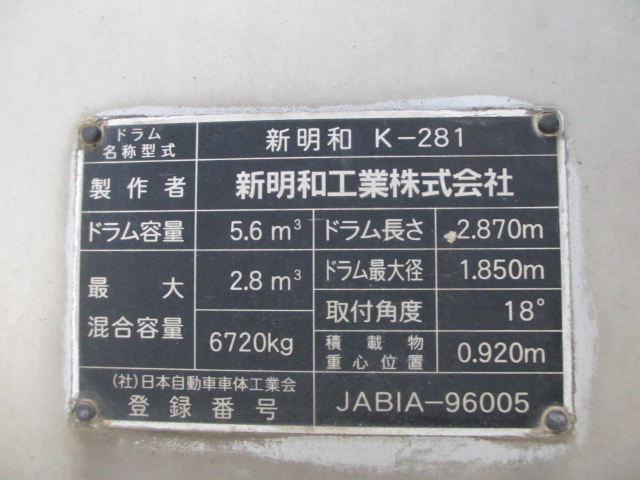 ドラム
名称型式
新明和 K-281
製作者
新明和工業株式会社
ドラム容量
5.6 m³
ドラム長さ
2.870m
最大
混合容量
2.8 m³
6720kg
ドラム最大径
1.850m
取付角度
18°
積載物
重心位置
0.920m
(社)日本自動車車体工業会
登録番号
JABIA-96005